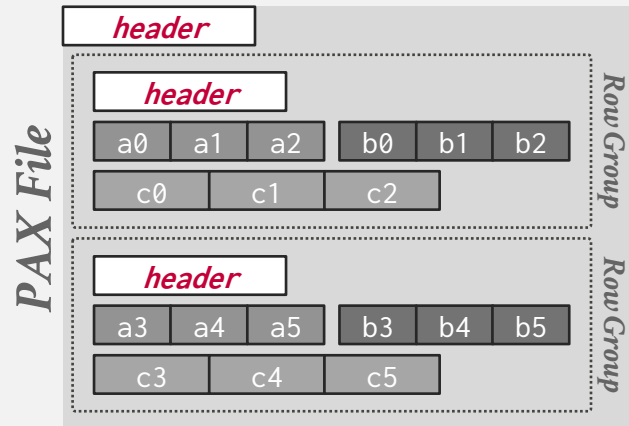 header
PAX File
header
Row Group
a0 a1 a2 b0 b1 b2
c0 c1 c2
header
Row Group
a3 a4 a5 b3 b4 b5
c3 c4 c5